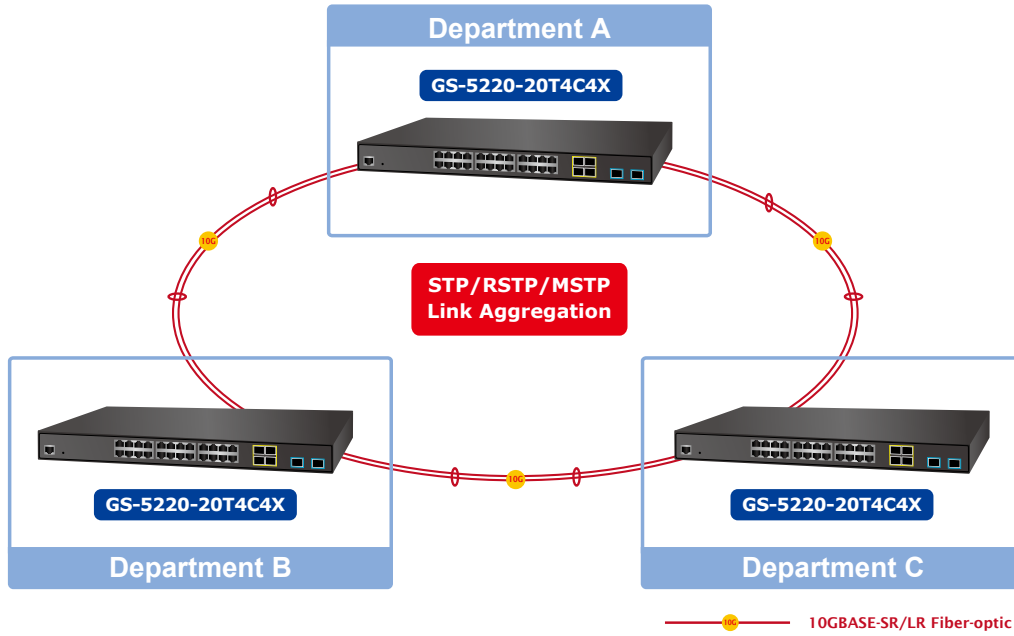 Department A
GS-5220-20T4C4X
10G
10G
STP/RSTP/MSTP
Link Aggregation
10G
GS-5220-20T4C4X
GS-5220-20T4C4X
Department B
Department C
10G
10GBASE-SR/LR Fiber-optic